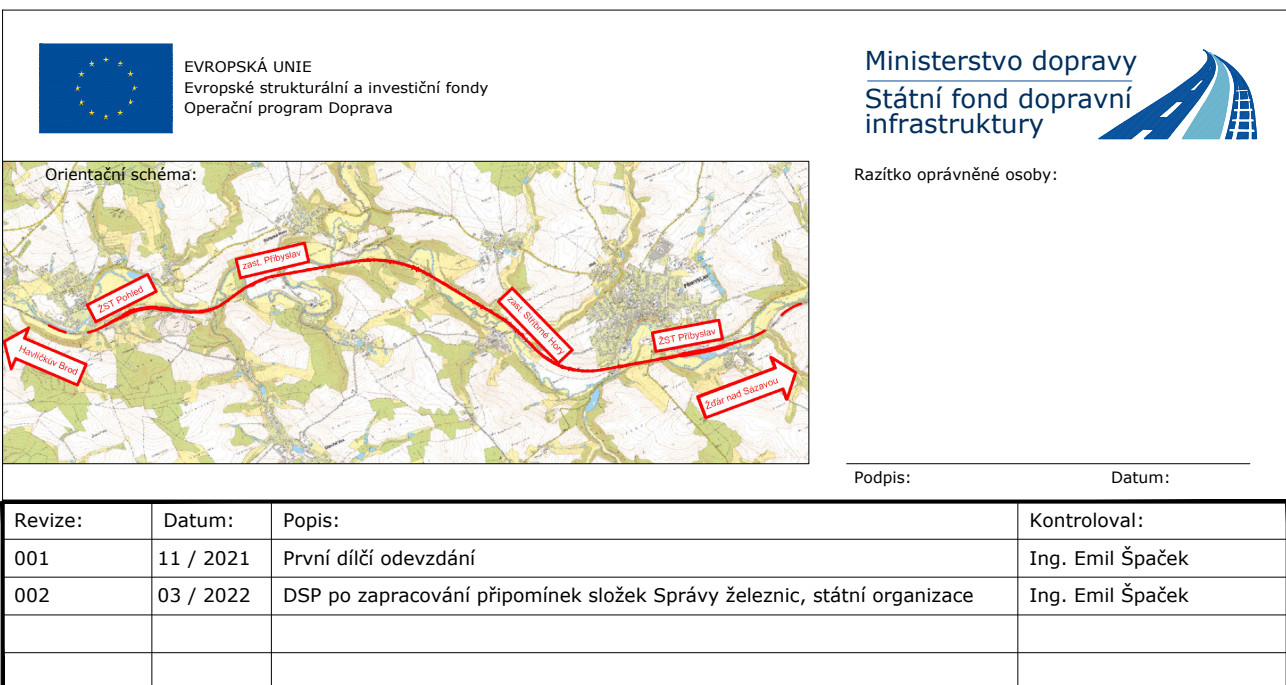 EVROPSKÁ UNIE
Evropské strukturální a investiční fondy
Operační program Doprava
Ministerstvo dopravy
Státní fond dopravní
infrastruktury
Orientační schéma:
Razítko oprávněné osoby:
zast. Přibyslav
ŽST Pohled
zast. Stříbrné Hory
PŘIBYSLAV
ŽST Přibyslav
Havlíčkův Brod
Žďár nad Sázavou
Podpis: Datum:
Revize: Datum: Popis: Kontroloval:
001 11 / 2021 První dílčí odevzdání Ing. Emil Špaček
002 03 / 2022 DSP po zapracování připomínek složek Správy železnic, státní organizace Ing. Emil Špaček